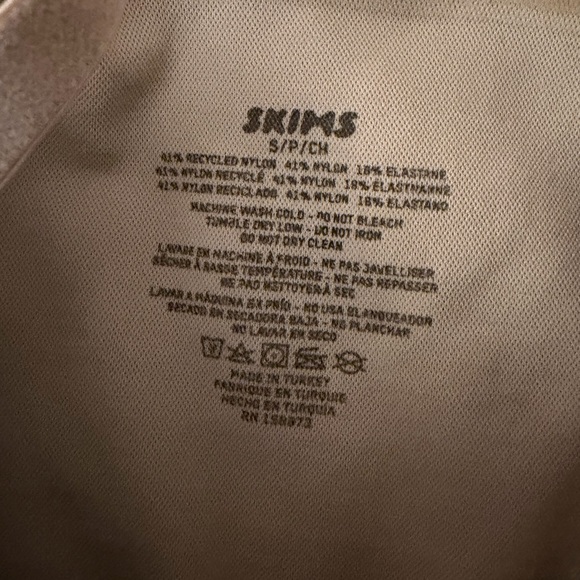 SKIMS
S/P/CH
41% RECYCLED NYLON 41% NYLON 18% ELASTANE
41% NYLON RECYCLÉ 41% NYLON 18% ELASTHANNE
41% NYLON RECICLADO 41% NYLON 18% ELASTANO
MACHINE WASH COLD - DO NOT BLEACH
TUMBLE DRY LOW - DO NOT IRON
DO NOT DRY CLEAN
LAVAGE EN MACHINE À FROID - NE PAS JAVELLISER
SÉCHER À BASSE TEMPÉRATURE - NE PAS REPASSER
NE PAS NETTOYER À SEC
LAVAR A MÁQUINA EN FRÍO - NO USA BLANQUEADOR
SECADO EN SECADORA BAJA - NO PLANCHAR
NO LAVAR EN SECO
MADE IN TURKEY
FABRIQUE EN TURQUIE
HECHO EN TURQUÍA
RN